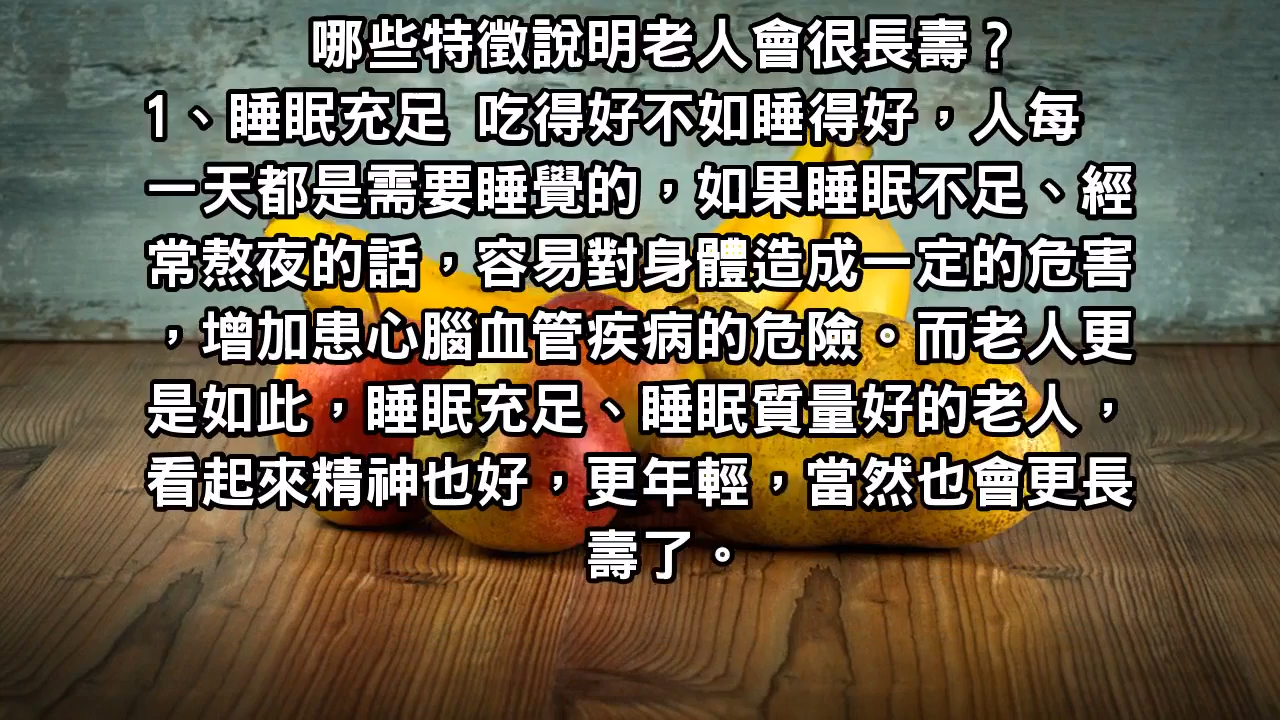 哪些特徵說明老人會很長壽？
1、睡眠充足 吃得好不如睡得好，人每
一天都是需要睡覺的，如果睡眠不足、經
常熬夜的話，容易對身體造成一定的危害
，增加患心腦血管疾病的危險。而老人更
是如此，睡眠充足、睡眠質量好的老人，
看起來精神也好，更年輕，當然也會更長
壽了。